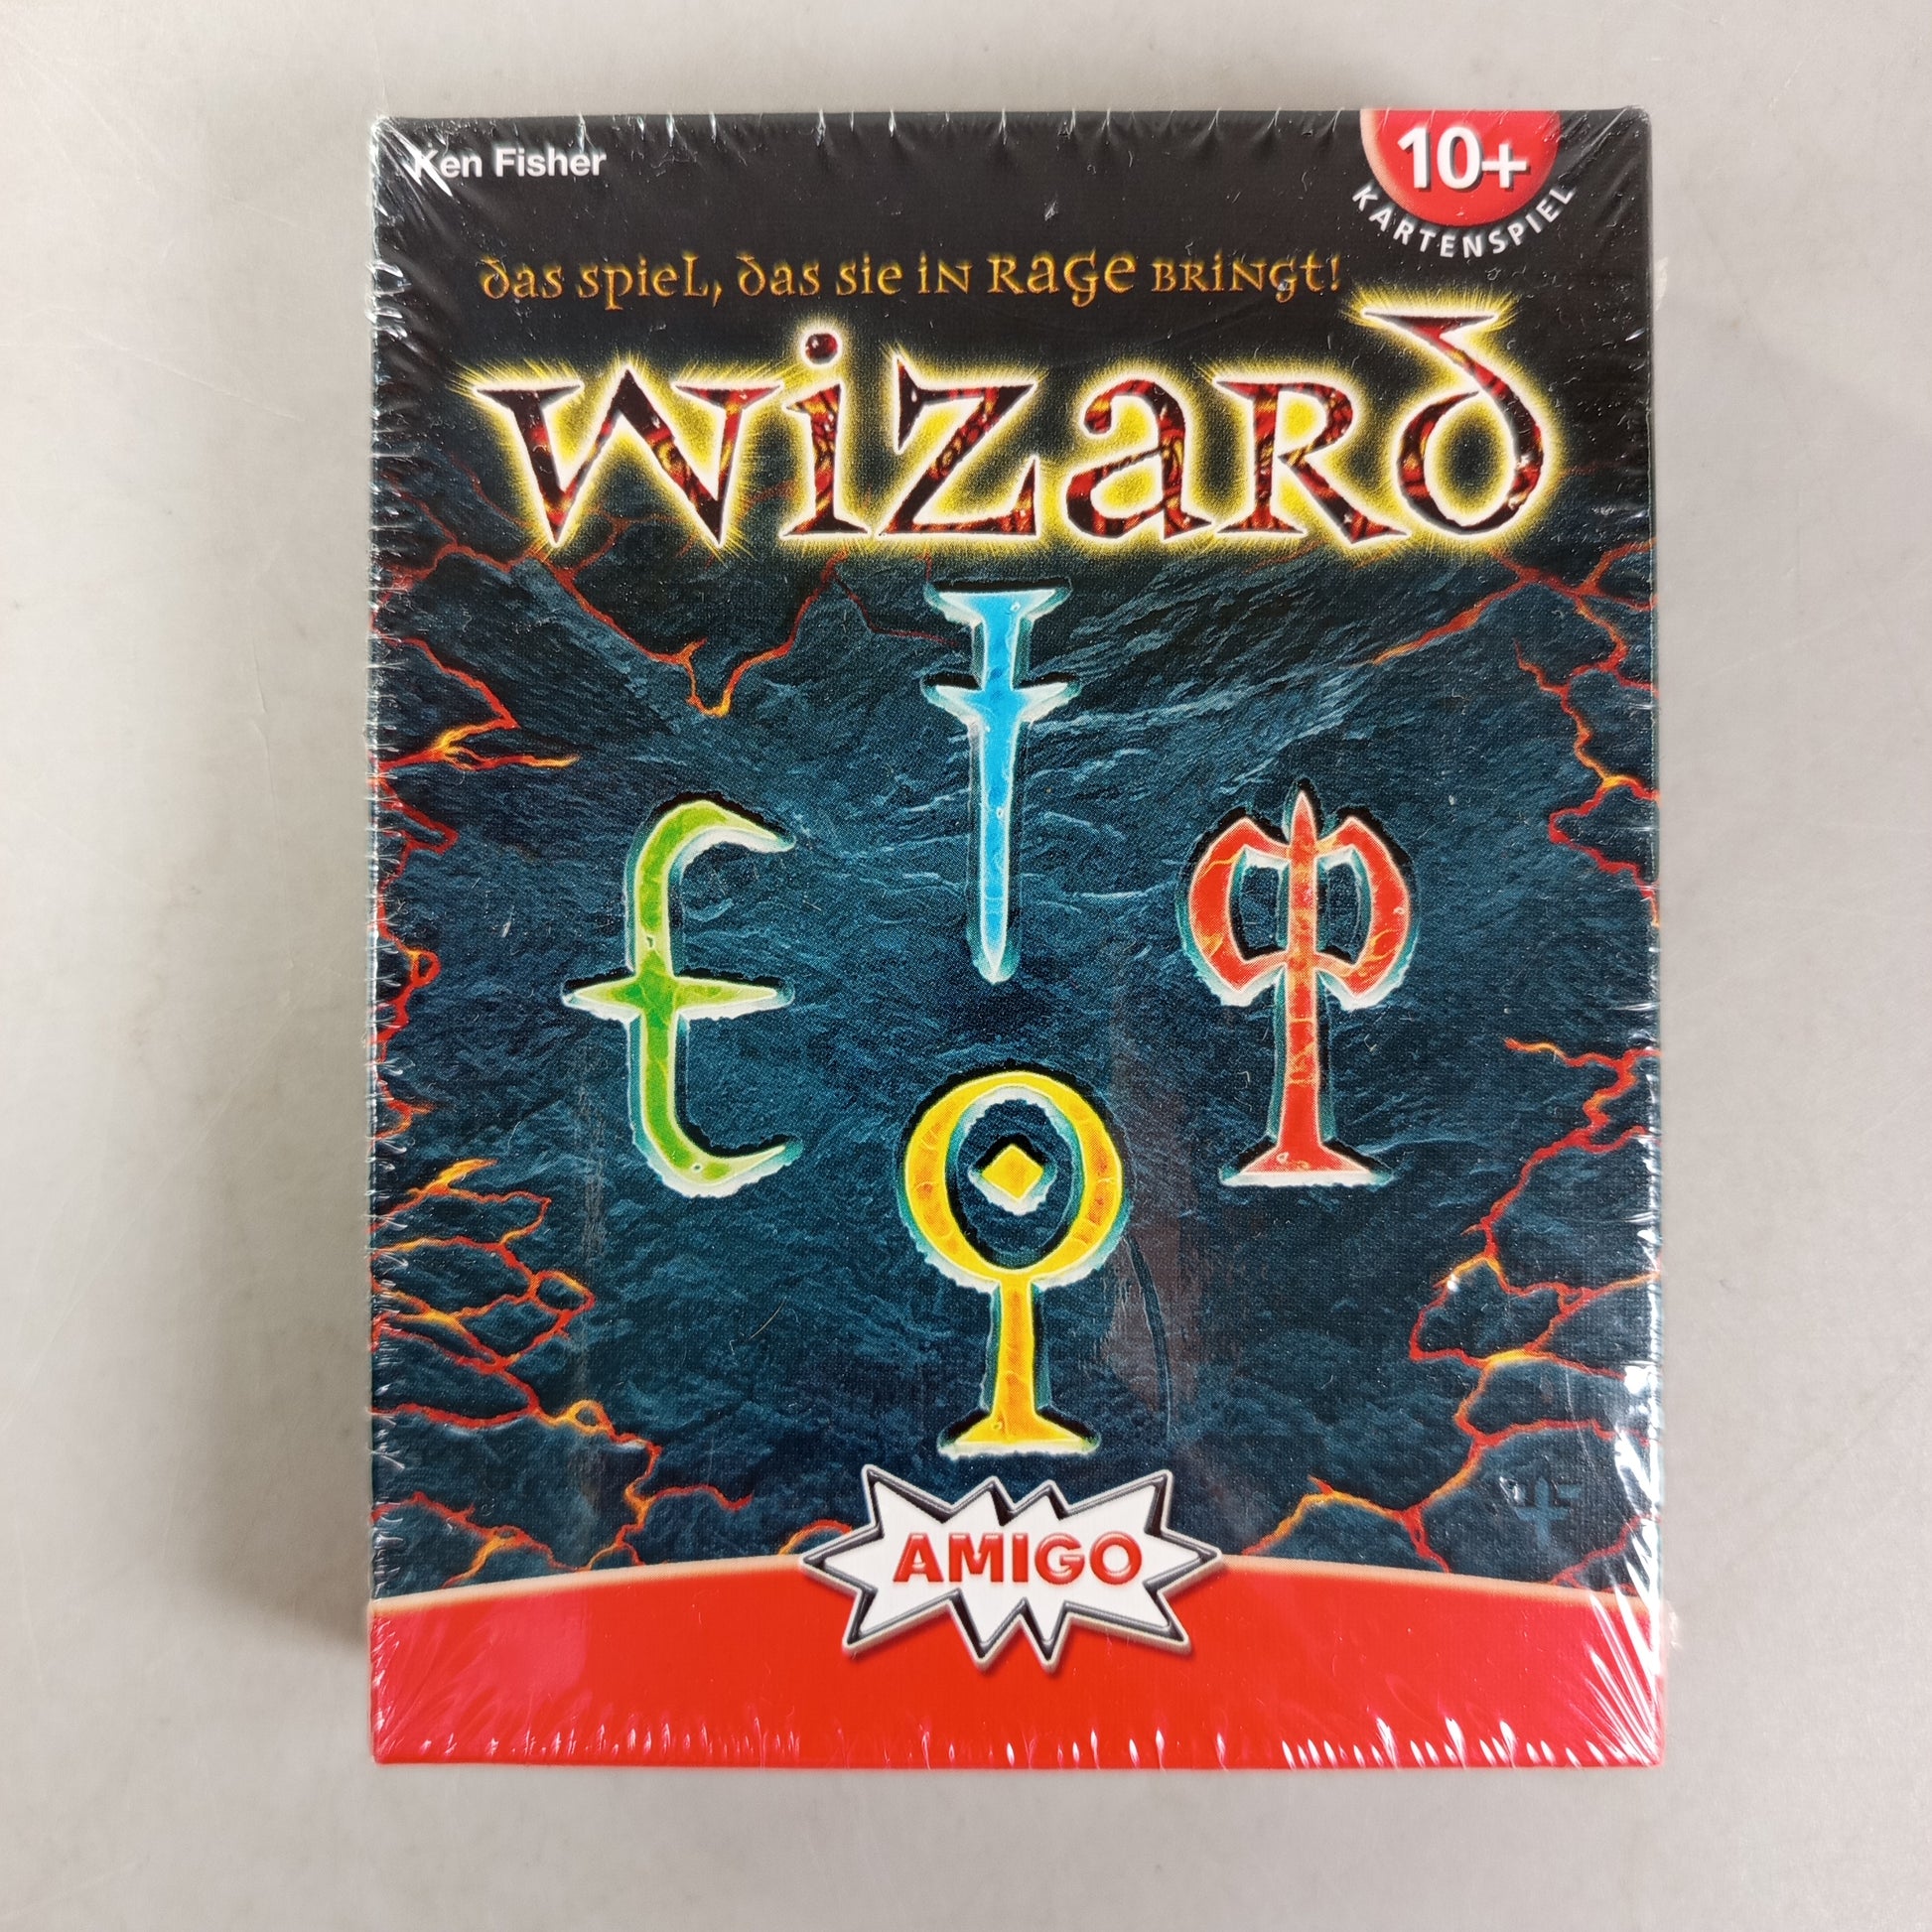 Ken Fisher
10+
KARTENSPIEL
das spiel, das sie in Rage bringt!
wizard
AMIGO